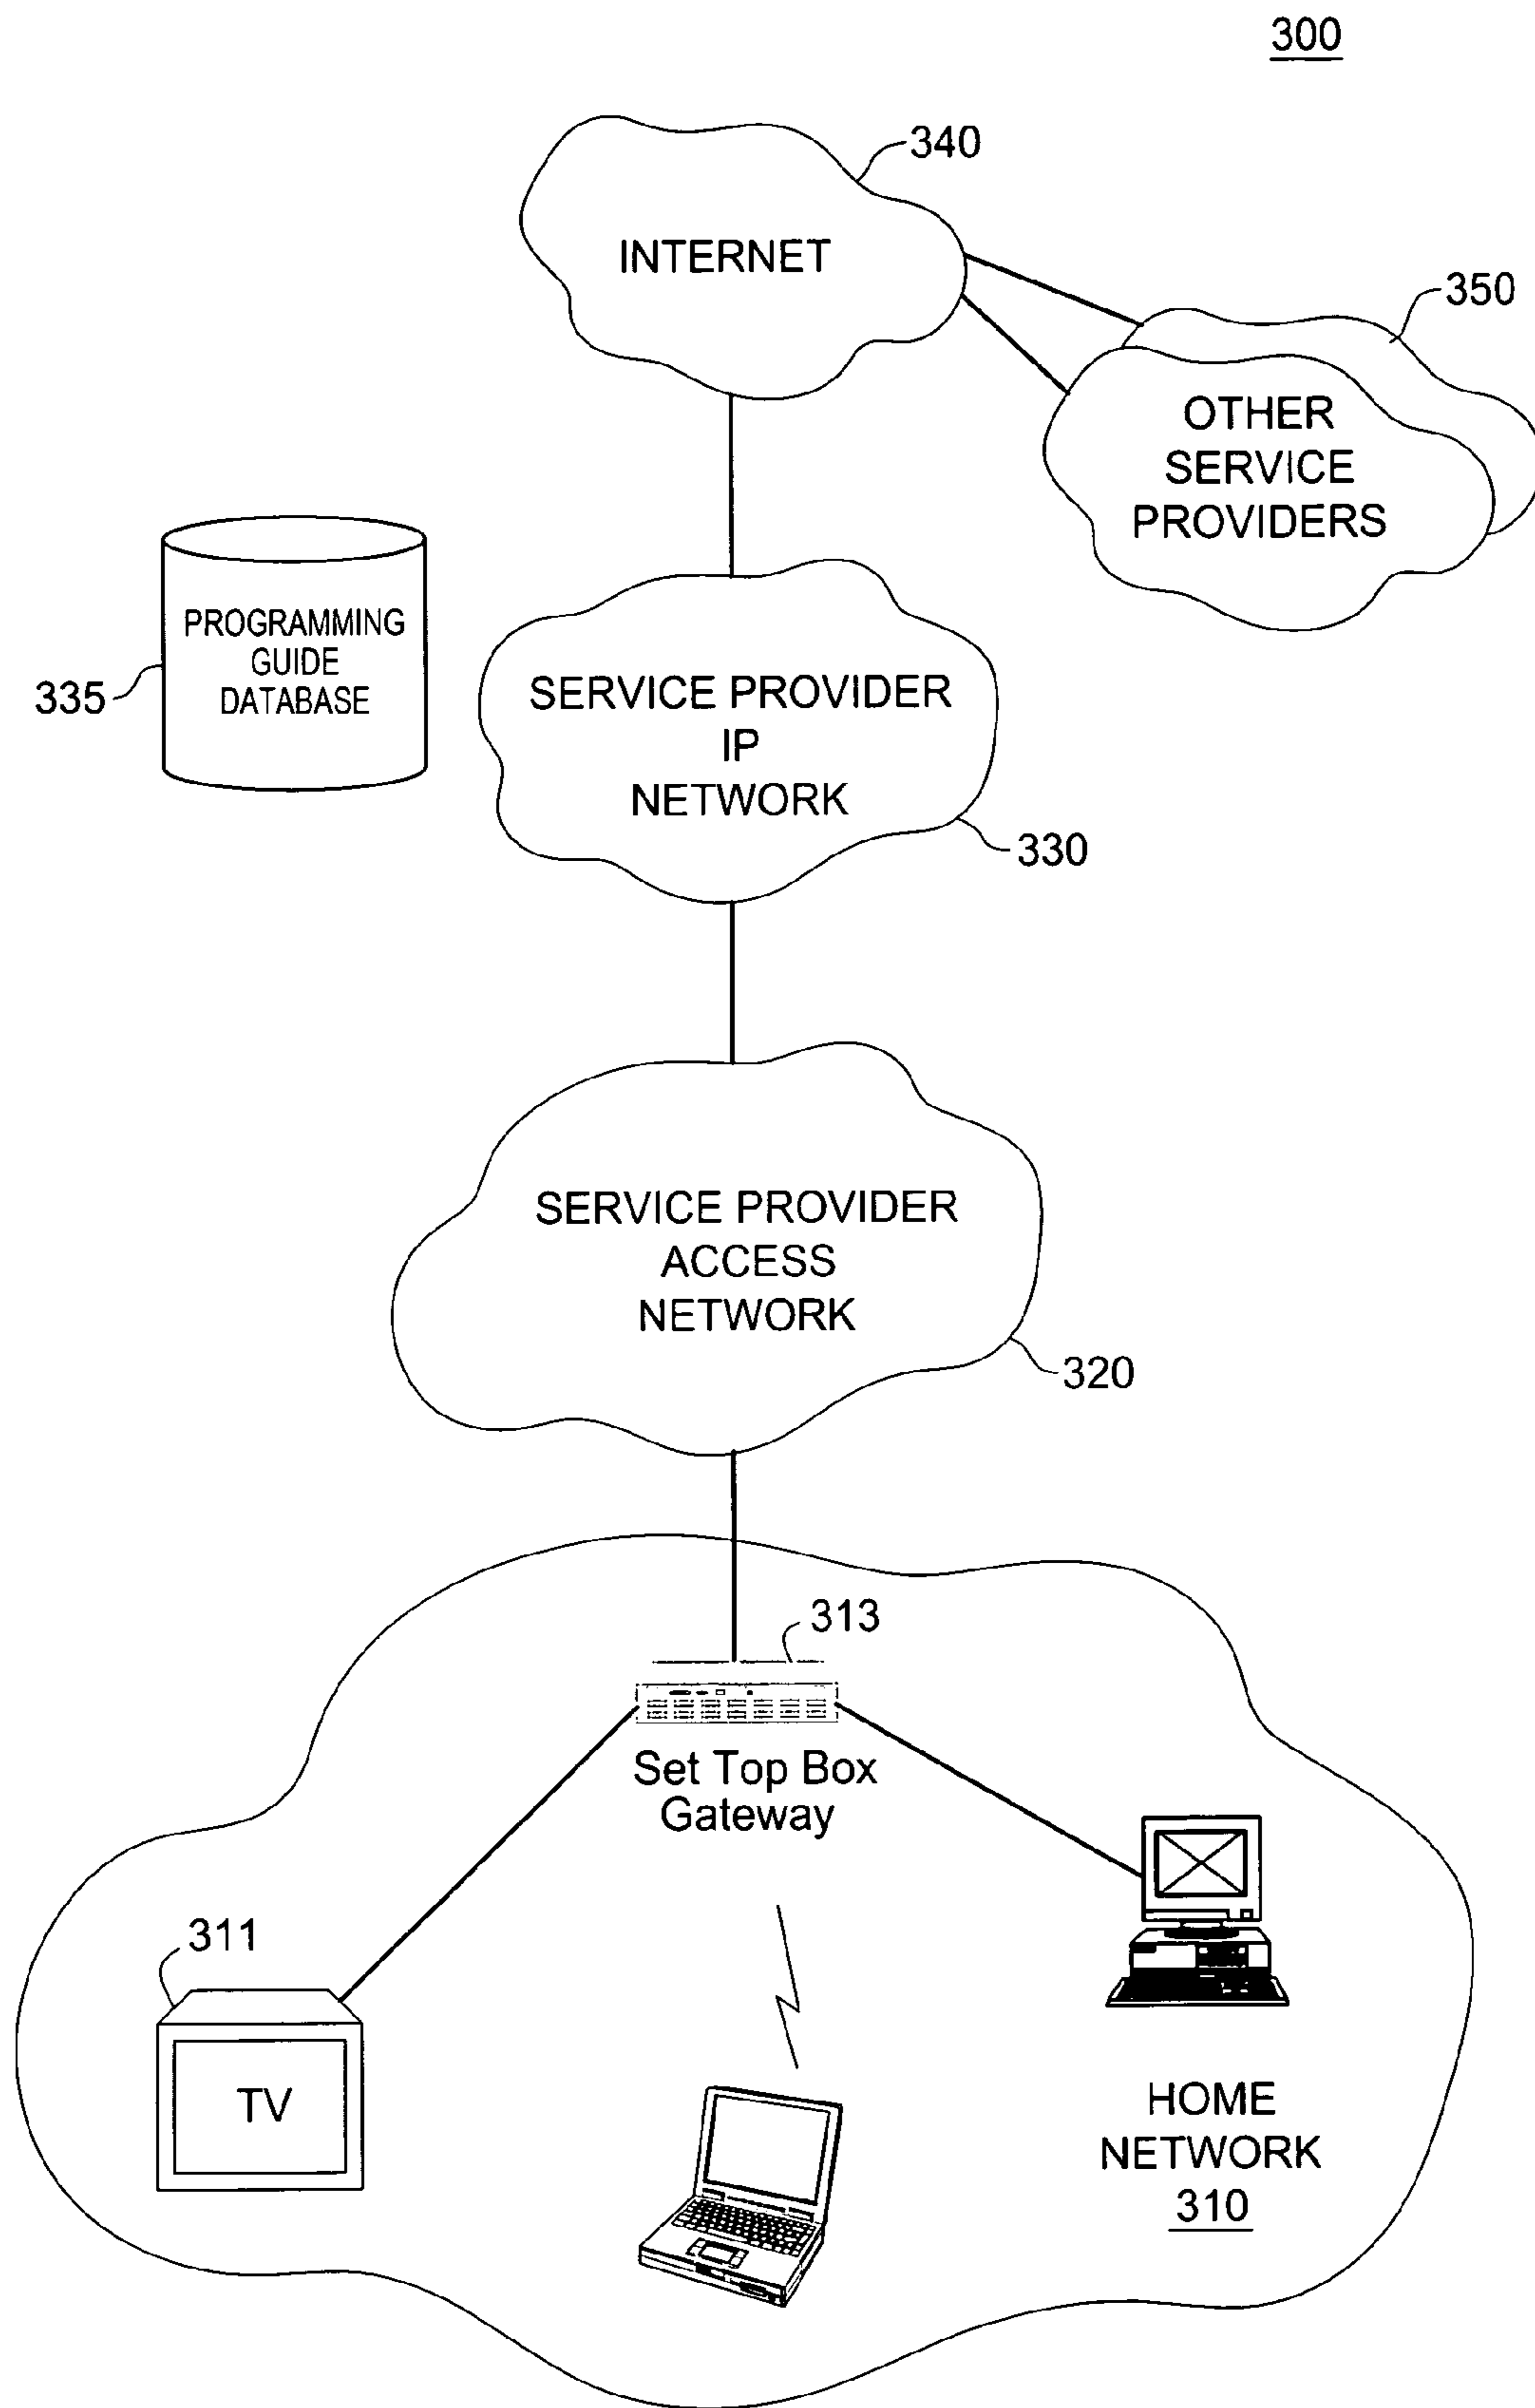 300
340
INTERNET
350
OTHER
SERVICE
PROVIDERS
PROGRAMMING
GUIDE
DATABASE
335
SERVICE PROVIDER
IP
NETWORK
330
SERVICE PROVIDER
ACCESS
NETWORK
320
313
Set Top Box
Gateway
311
TV
HOME
NETWORK
310